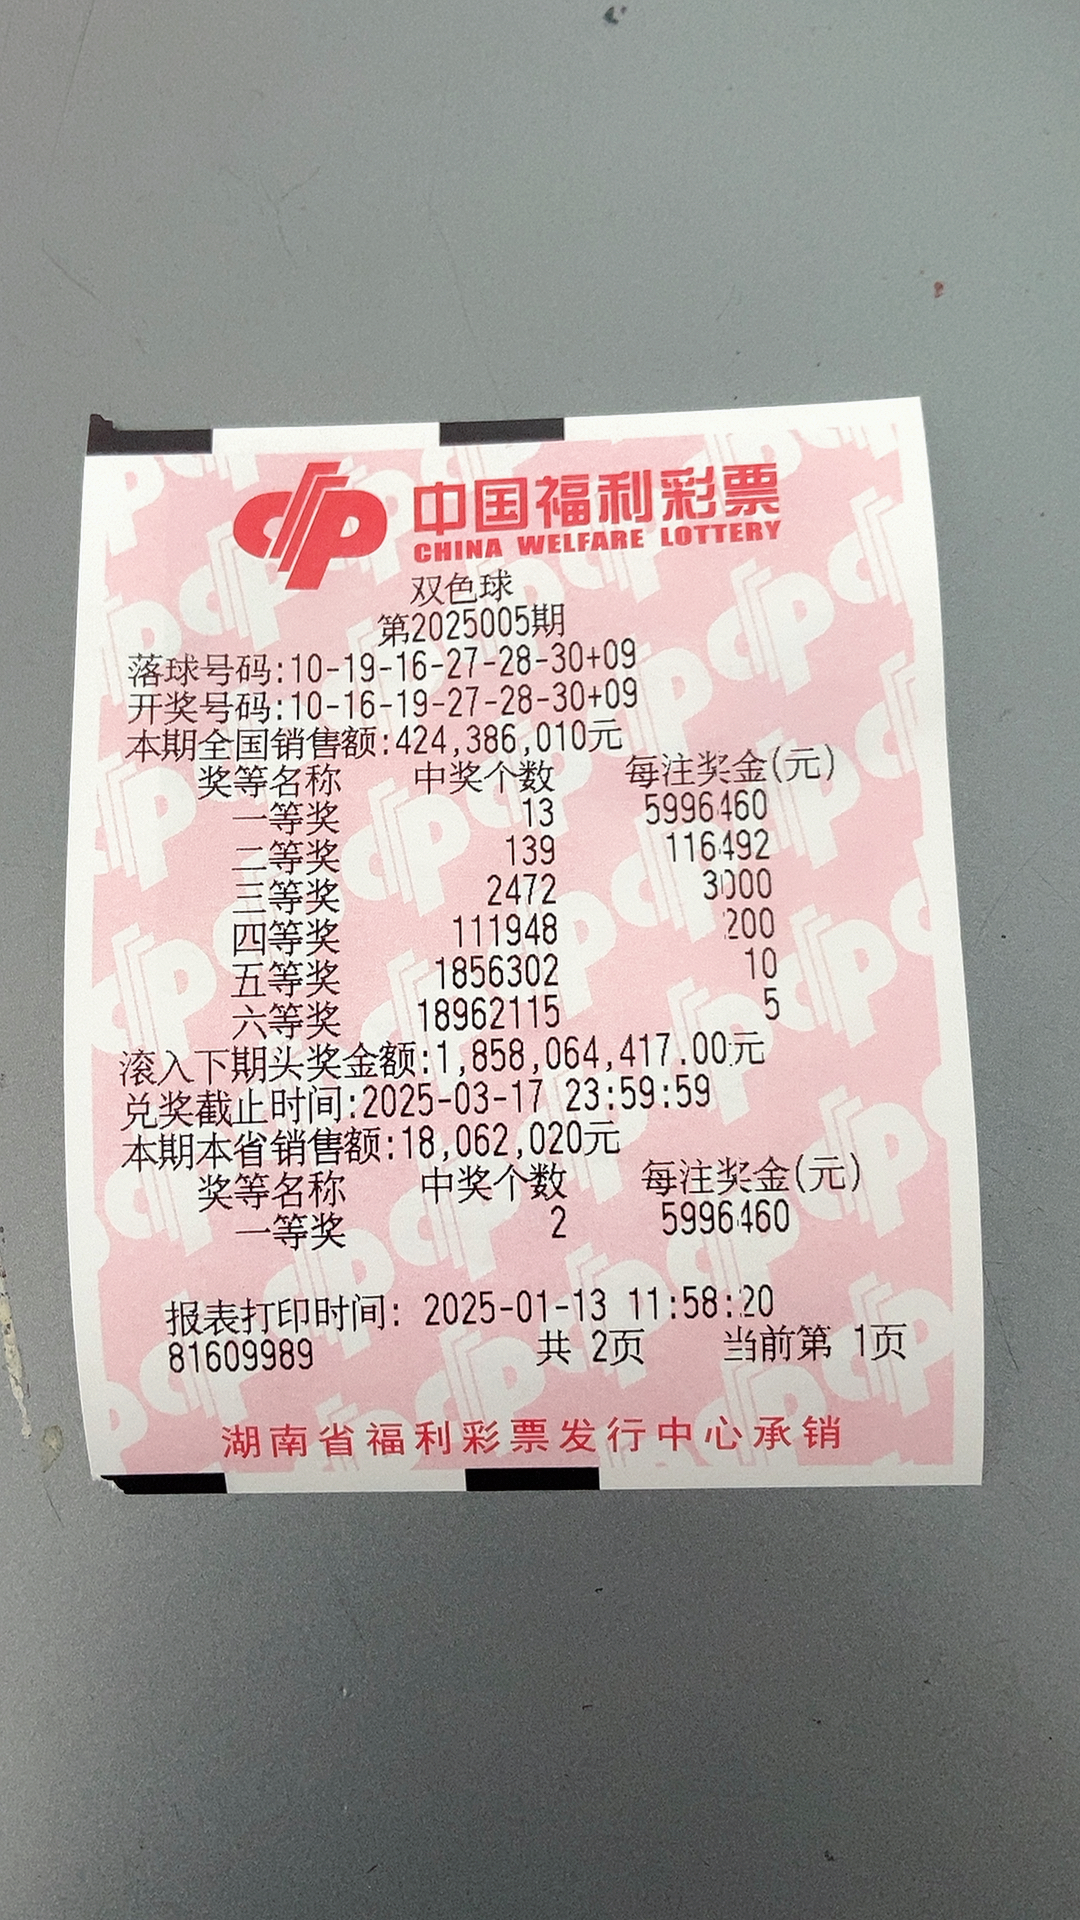 中国福利彩票
CHINA WELFARE LOTTERY
双色球
第2025005期
落球号码:10-19-16-27-28-30+09
开奖号码:10-16-19-27-28-30+09
本期全国销售额:424,386,010元
奖等名称 中奖个数 每注奖金(元)
一等奖 13 5996460
二等奖 139 116492
三等奖 2472 3000
四等奖 111948 200
五等奖 1856302 10
六等奖 18962115 5
滚入下期头奖金额:1,858,064,417.00元
兑奖截止时间:2025-03-17 23:59:59
本期本省销售额:18,062,020元
奖等名称 中奖个数 每注奖金(元)
一等奖 2 5996460
报表打印时间: 2025-01-13 11:58:20
81609989 共 2页 当前第 1页
湖南省福利彩票发行中心承销